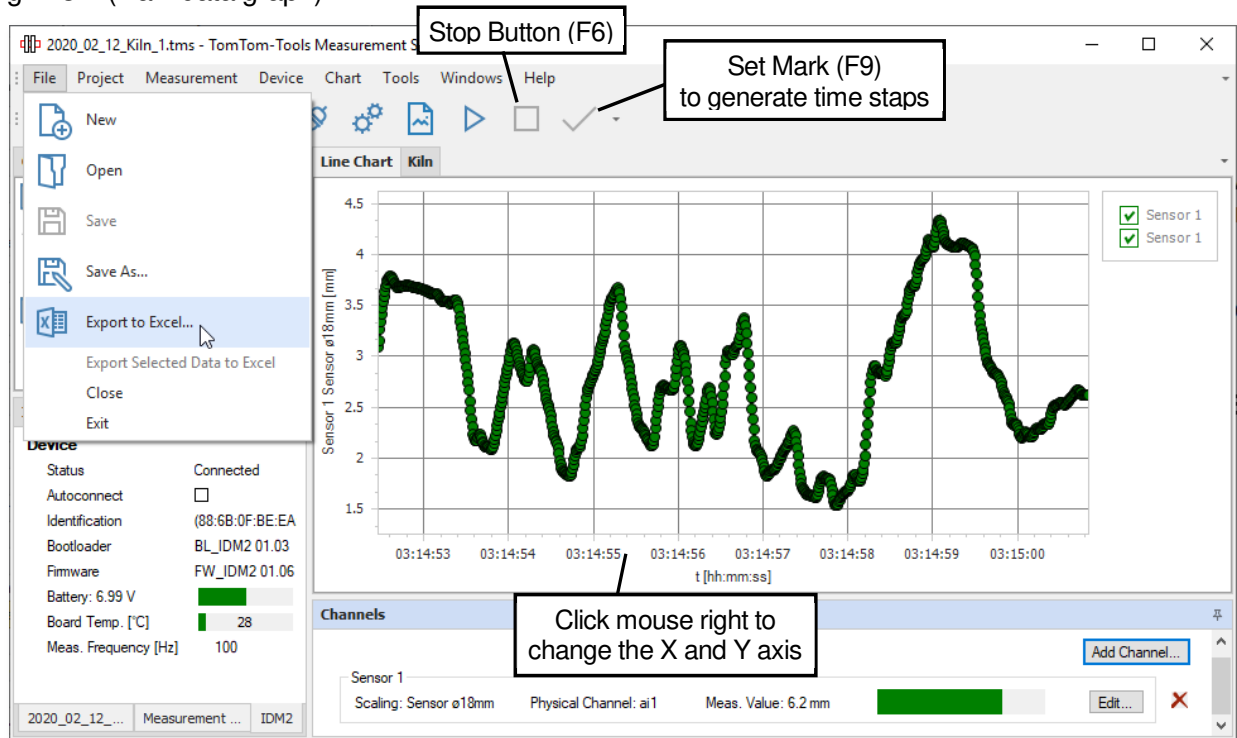 Stop Button (F6)
2020_02_12_Kiln_1.tms - TomTom-Tools Measurement S
Set Mark (F9)
to generate time staps
File Project Measurement Device Chart Tools Windows Help
New
Open
Save
Save As...
Export to Excel...
Export Selected Data to Excel
Close
Exit
Line Chart Kiln
4.5
4
3.5
3
2.5
2
1.5
Sensor 1 Sensor ø18mm [mm]
Sensor 1
Sensor 1
03:14:53 03:14:54 03:14:55 03:14:56 03:14:57 03:14:58 03:14:59 03:15:00
t [hh:mm:ss]
Click mouse right to
change the X and Y axis
Device
Status Connected
Autoconnect
Identification (88:6B:0F:BE:EA
Bootloader BL_IDM2 01.03
Firmware FW_IDM2 01.06
Battery: 6.99 V
Board Temp. [°C] 28
Meas. Frequency [Hz] 100
2020_02_12_... Measurement ... IDM2
Channels
Add Channel...
Sensor 1
Scaling: Sensor ø18mm Physical Channel: ai1 Meas. Value: 6.2 mm Edit...